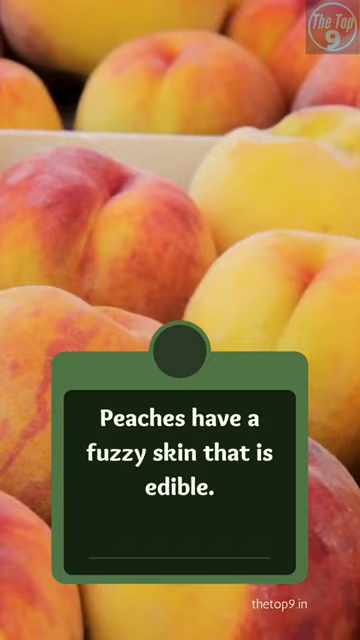 The Top
9
Peaches have a
fuzzy skin that is
edible.
thetop9.in